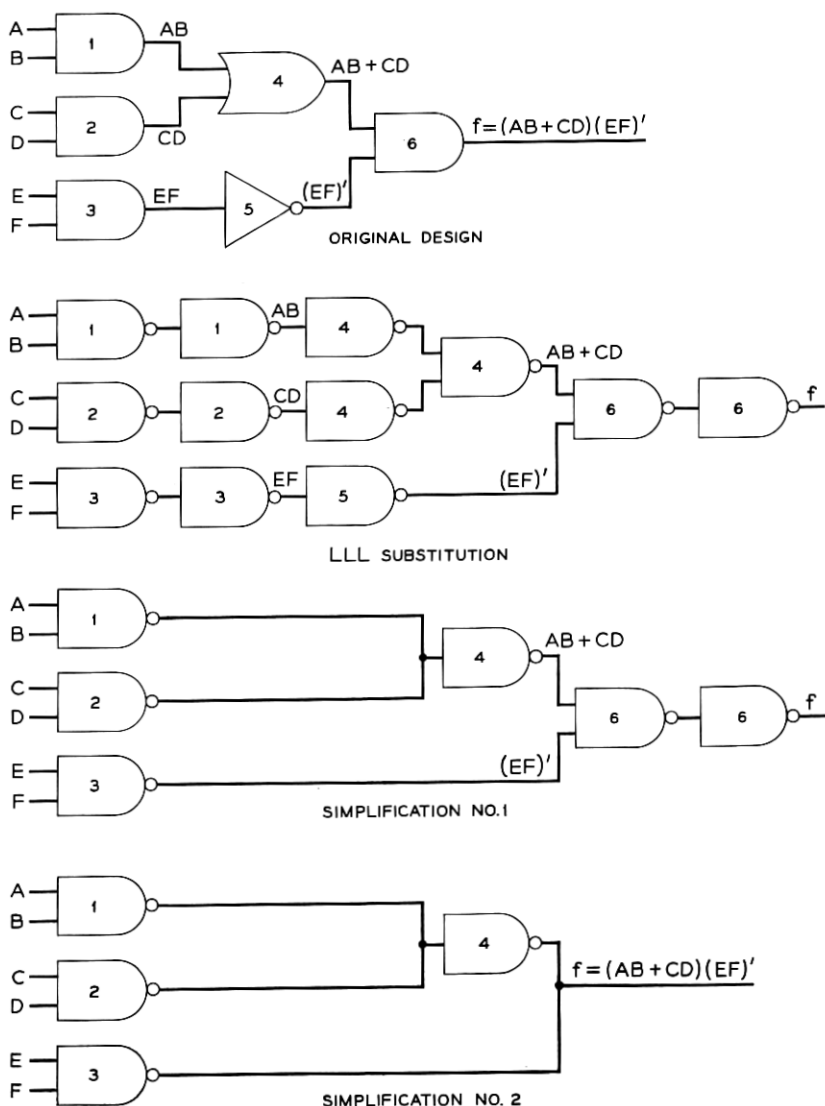 A
B
1
AB
C
D
2
CD
4
AB + CD
E
F
3
EF
5
(EF)'
6
f = (AB + CD) (EF)'
ORIGINAL DESIGN
A
B
1
1
AB
4
C
D
2
2
CD
4
4
AB + CD
E
F
3
3
EF
5
(EF)'
6
6
f
LLL SUBSTITUTION
A
B
1
C
D
2
4
AB + CD
E
F
3
(EF)'
6
6
f
SIMPLIFICATION NO.1
A
B
1
C
D
2
4
f = (AB + CD) (EF)'
E
F
3
SIMPLIFICATION NO. 2